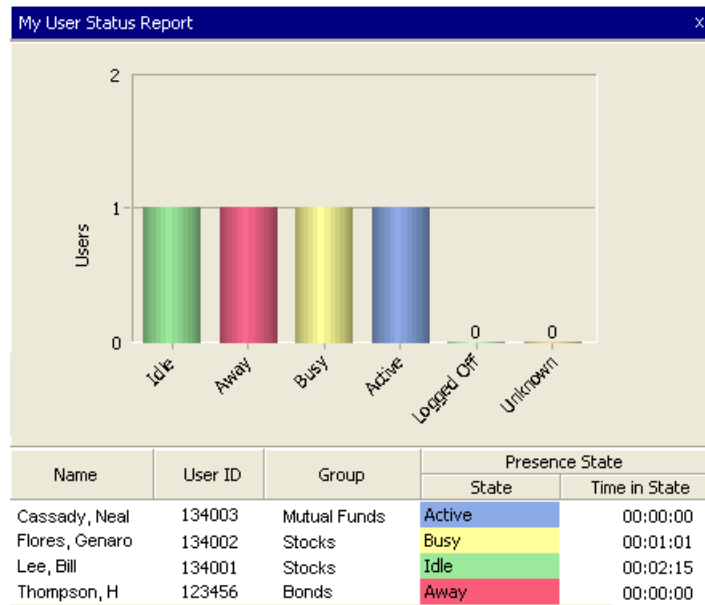 My User Status Report x
2
1
0
Users
0 0
Idle Away Busy Active Logged Off Unknown
Name User ID Group Presence State
State Time in State
Cassady, Neal 134003 Mutual Funds Active 00:00:00
Flores, Genaro 134002 Stocks Busy 00:01:01
Lee, Bill 134001 Stocks Idle 00:02:15
Thompson, H 123456 Bonds Away 00:00:00